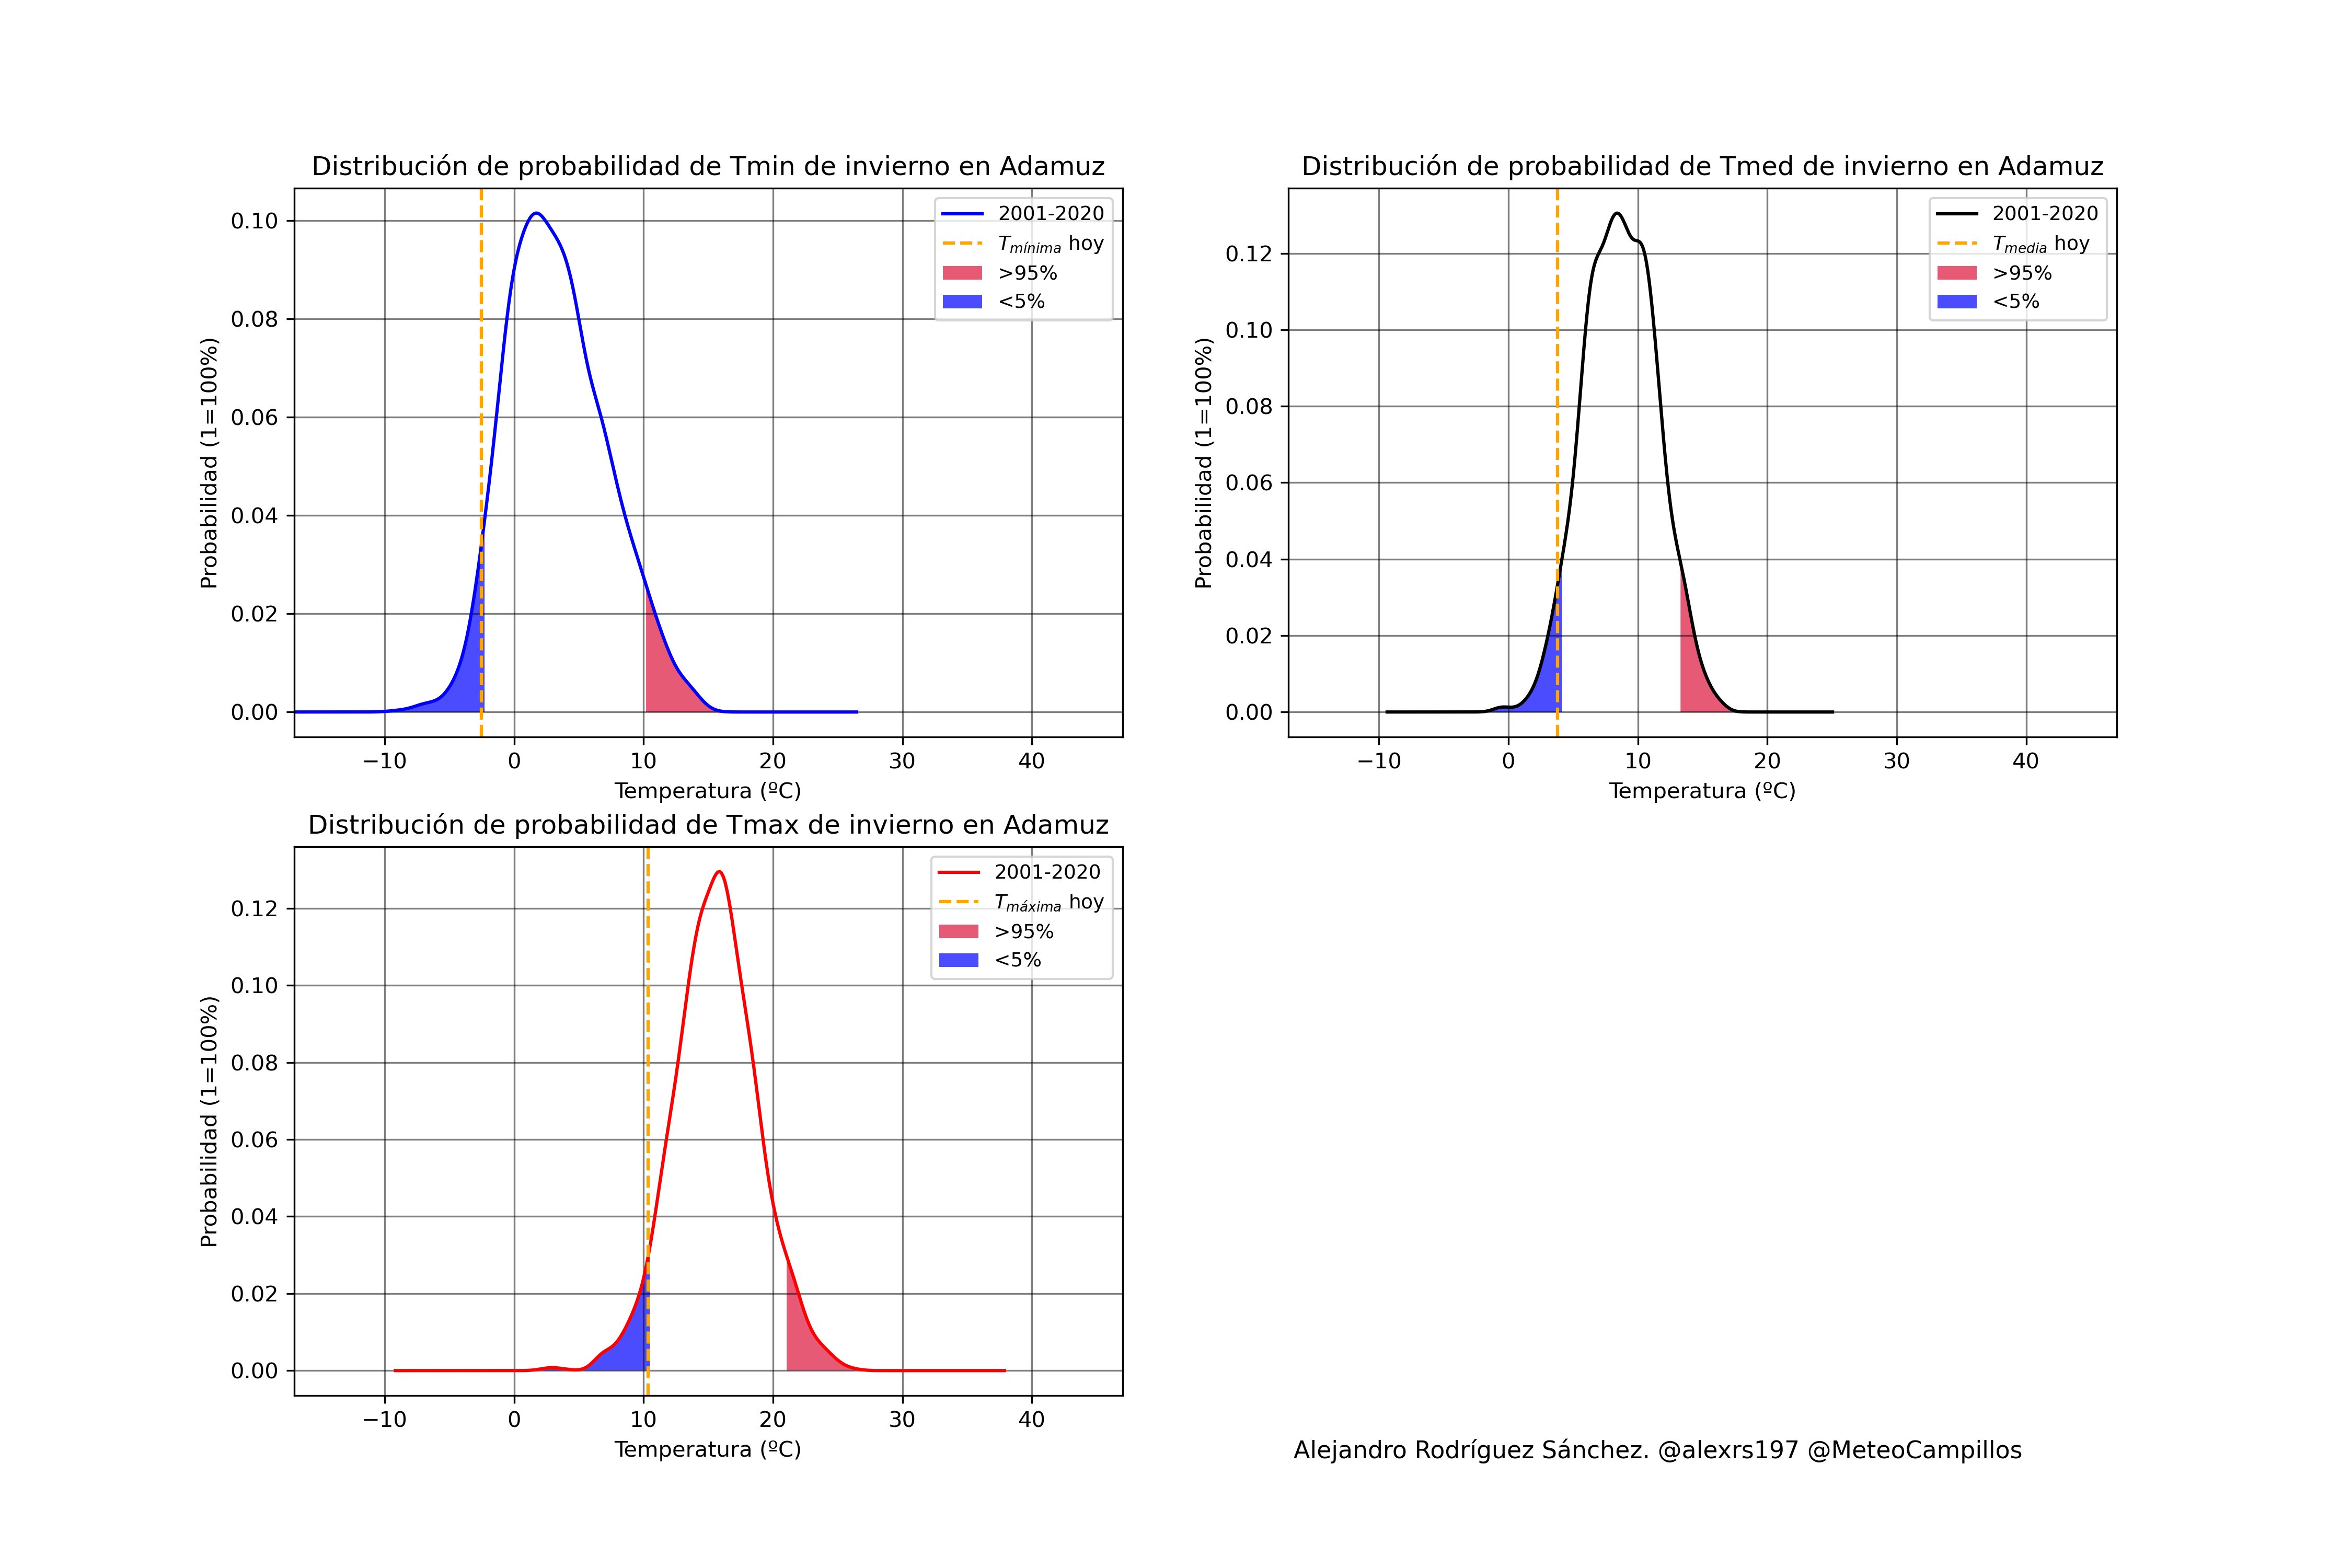 Distribución de probabilidad de Tmin de invierno en Adamuz
Probabilidad (1=100%)
0.10
0.08
0.06
0.04
0.02
0.00
2001-2020
Tmínima hoy
>95%
<5%
−10 0 10 20 30 40
Temperatura (ºC)
Distribución de probabilidad de Tmed de invierno en Adamuz
Probabilidad (1=100%)
0.12
0.10
0.08
0.06
0.04
0.02
0.00
2001-2020
Tmedia hoy
>95%
<5%
−10 0 10 20 30 40
Temperatura (ºC)
Distribución de probabilidad de Tmax de invierno en Adamuz
Probabilidad (1=100%)
0.12
0.10
0.08
0.06
0.04
0.02
0.00
2001-2020
Tmáxima hoy
>95%
<5%
−10 0 10 20 30 40
Temperatura (ºC)
Alejandro Rodríguez Sánchez. @alexrs197 @MeteoCampillos